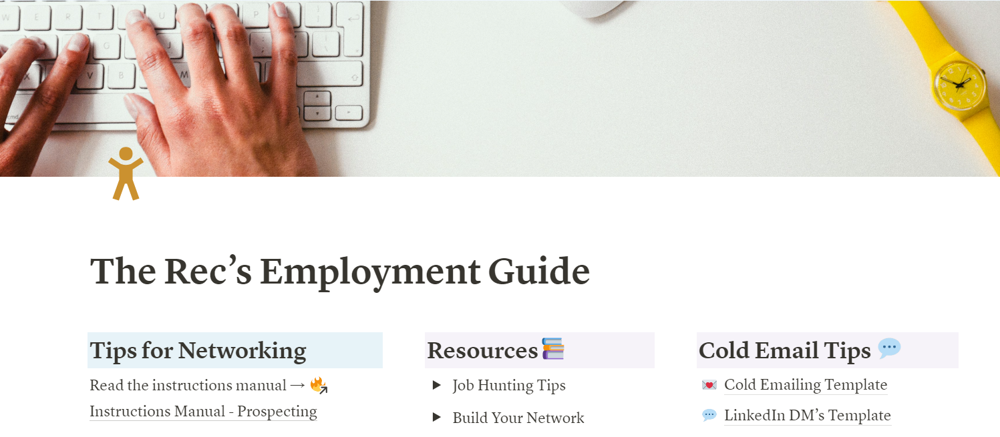 W E R T U P
G J ; \
X V B M
cmd
The Rec’s Employment Guide
Tips for Networking
Read the instructions manual →
Instructions Manual - Prospecting
Resources
Job Hunting Tips
Build Your Network
Cold Email Tips
Cold Emailing Template
LinkedIn DM’s Template